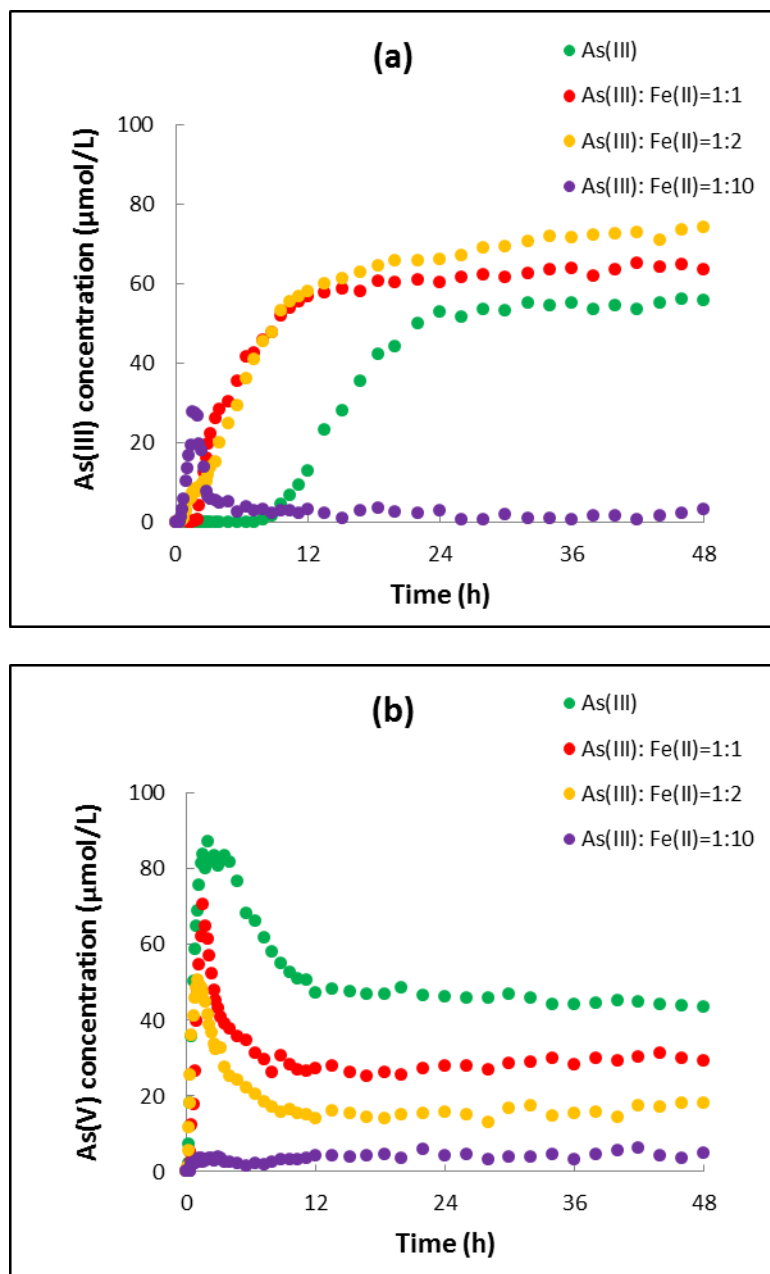 (a)
As(III)
As(III): Fe(II)=1:1
As(III): Fe(II)=1:2
As(III): Fe(II)=1:10
As(III) concentration (µmol/L)
100
80
60
40
20
0
0 12 24 36 48
Time (h)
(b)
As(III)
As(III): Fe(II)=1:1
As(III): Fe(II)=1:2
As(III): Fe(II)=1:10
As(V) concentration (µmol/L)
100
80
60
40
20
0
0 12 24 36 48
Time (h)